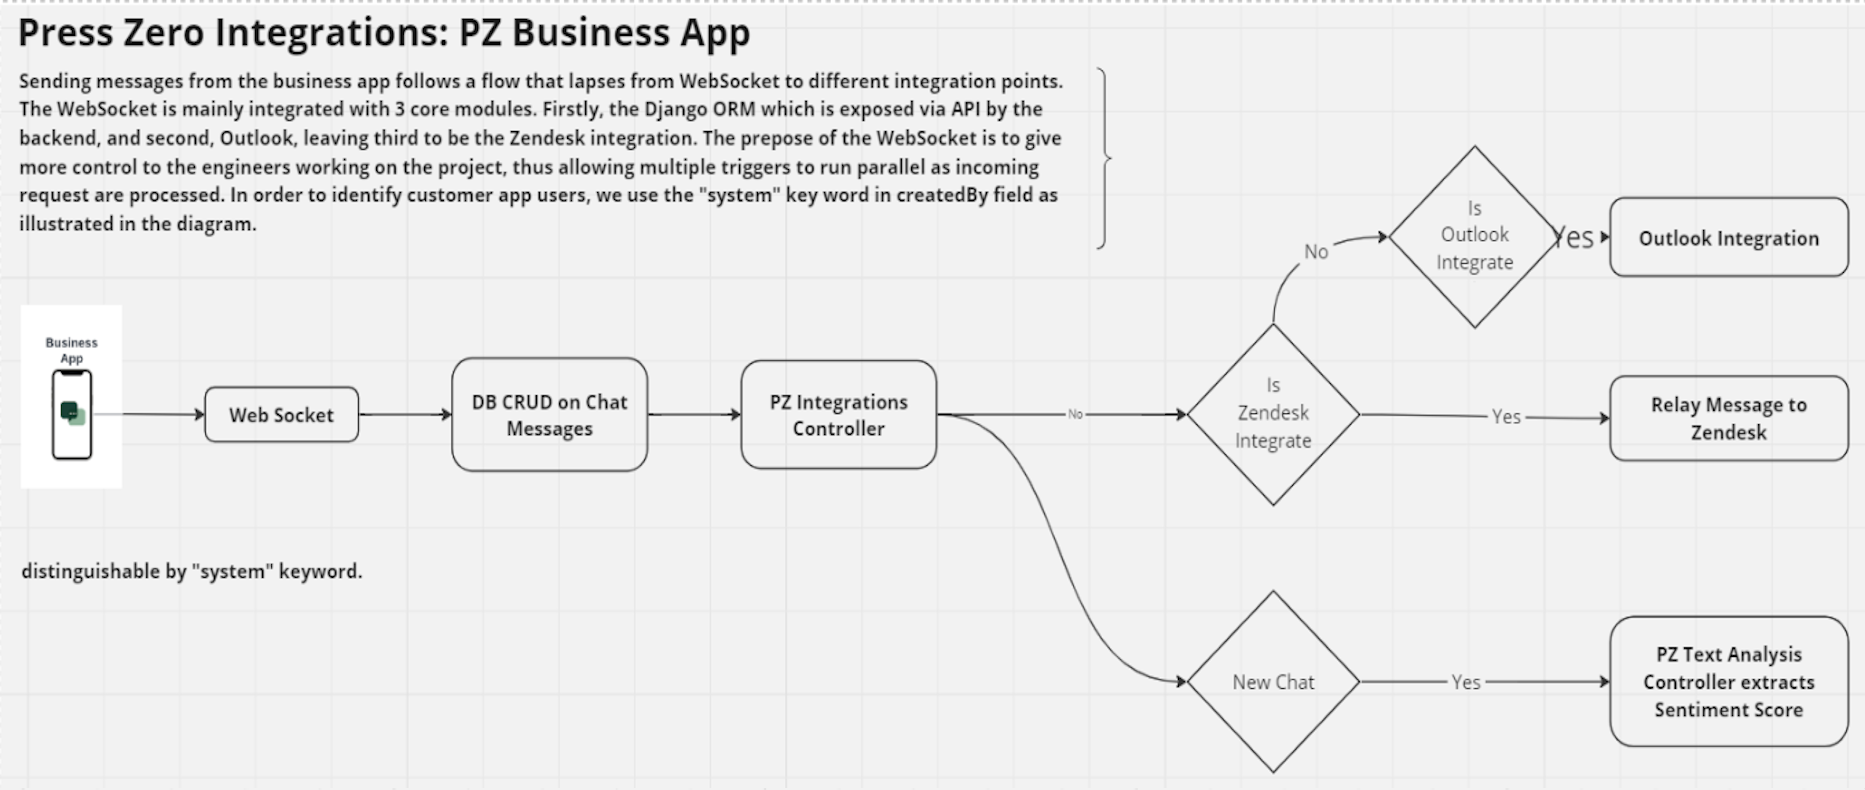 Press Zero Integrations: PZ Business App
Sending messages from the business app follows a flow that lapses from WebSocket to different integration points.
The WebSocket is mainly integrated with 3 core modules. Firstly, the Django ORM which is exposed via API by the
backend, and second, Outlook, leaving third to be the Zendesk integration. The prepose of the WebSocket is to give
more control to the engineers working on the project, thus allowing multiple triggers to run parallel as incoming
request are processed. In order to identify customer app users, we use the "system" key word in createdBy field as
illustrated in the diagram.
Is
Outlook
Integrate
Yes
Outlook Integration
No
Business
App
Web Socket
DB CRUD on Chat
Messages
PZ Integrations
Controller
No
Is
Zendesk
Integrate
Yes
Relay Message to
Zendesk
distinguishable by "system" keyword.
New Chat
Yes
PZ Text Analysis
Controller extracts
Sentiment Score